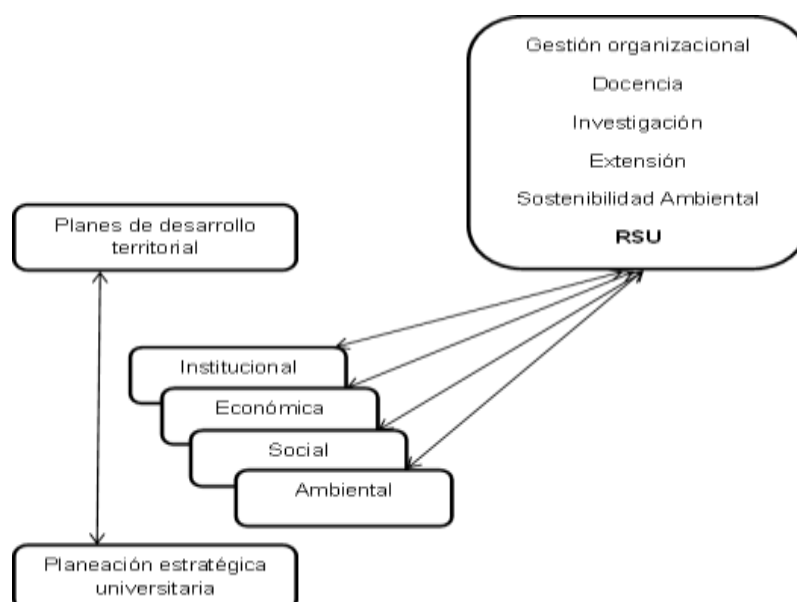 Gestión organizacional
Docencia
Investigación
Extensión
Sostenibilidad Ambiental
RSU
Planes de desarrollo
territorial
Institucional
Económica
Social
Ambiental
Planeación estratégica
universitaria